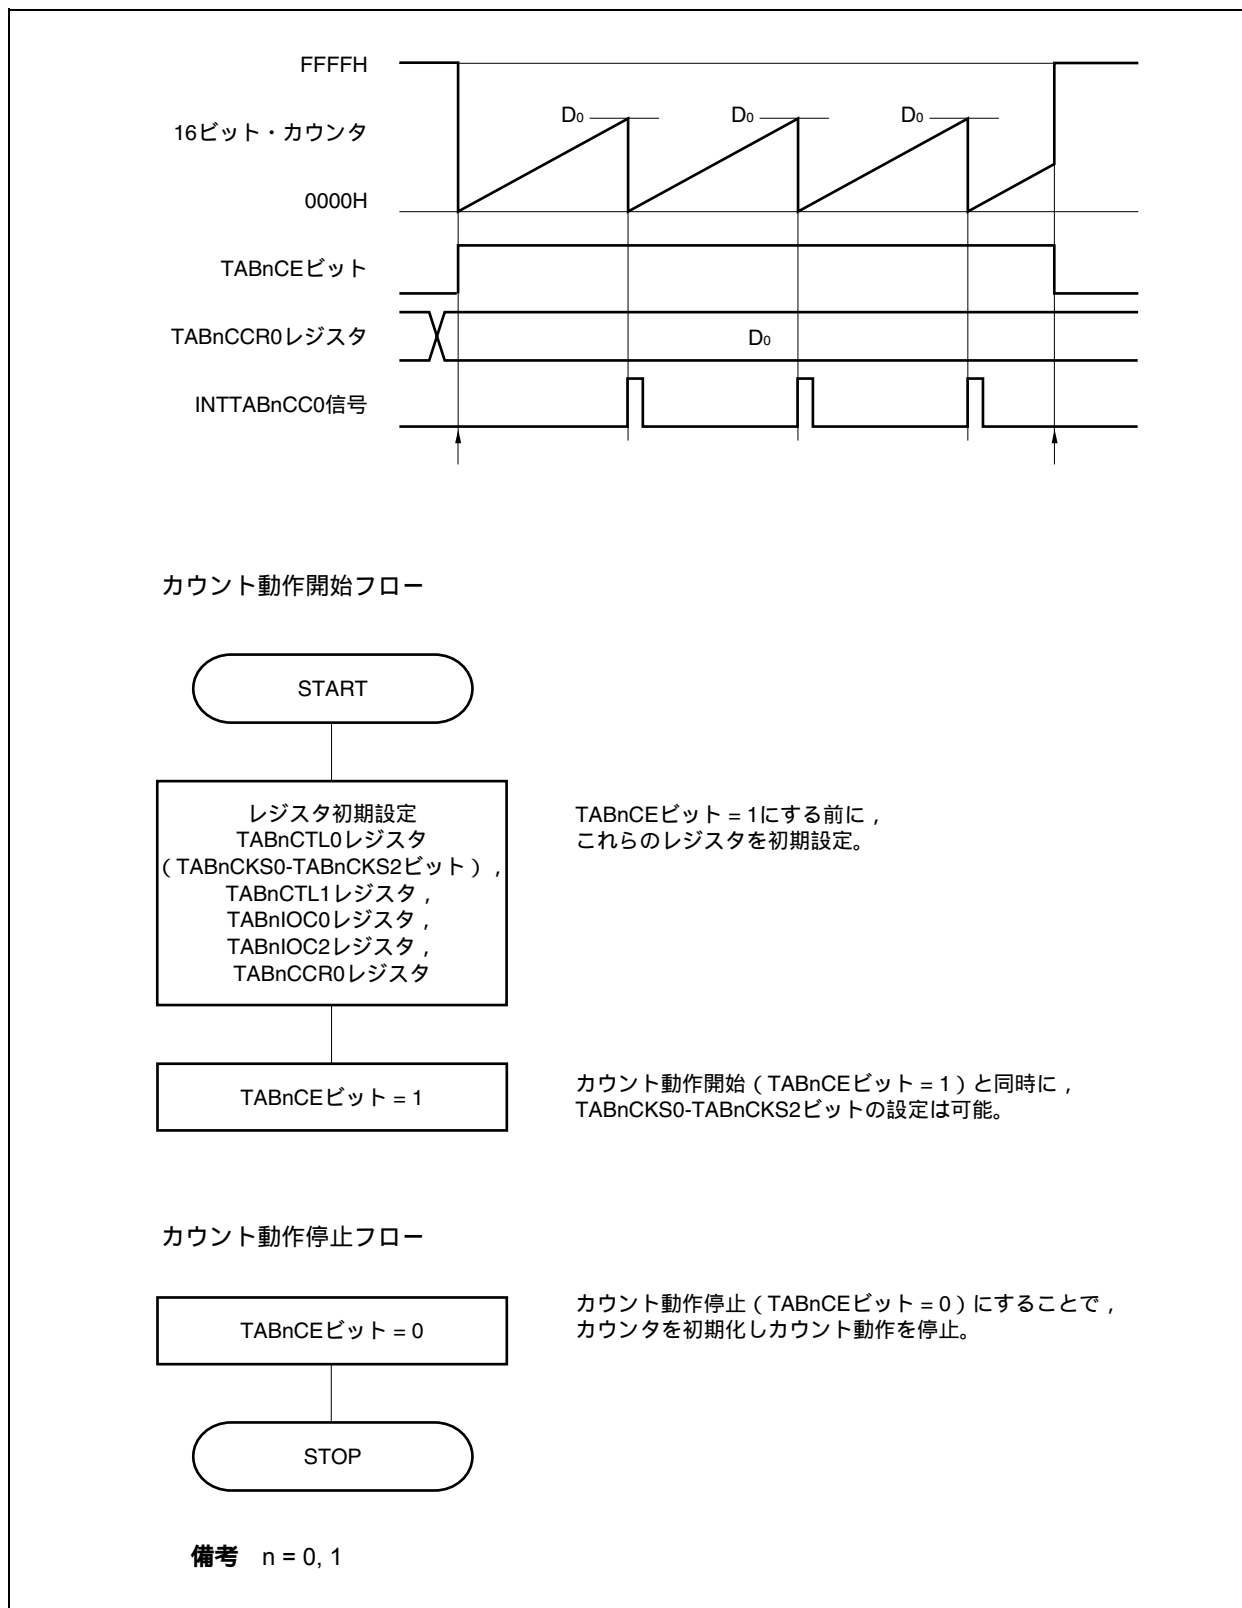 FFFFH
D0 D0 D0
16ビット・カウンタ
0000H
TABnCEビット
TABnCCR0レジスタ D0
INTTABnCC0信号
カウント動作開始フロー
START
レジスタ初期設定
TABnCTL0レジスタ
(TABnCKS0-TABnCKS2ビット),
TABnCTL1レジスタ,
TABnIOC0レジスタ,
TABnIOC2レジスタ,
TABnCCR0レジスタ
TABnCEビット = 1にする前に,
これらのレジスタを初期設定。
TABnCEビット = 1
カウント動作開始(TABnCEビット = 1)と同時に,
TABnCKS0-TABnCKS2ビットの設定は可能。
カウント動作停止フロー
TABnCEビット = 0
カウント動作停止(TABnCEビット = 0)にすることで,
カウンタを初期化しカウント動作を停止。
STOP
備考 n = 0, 1